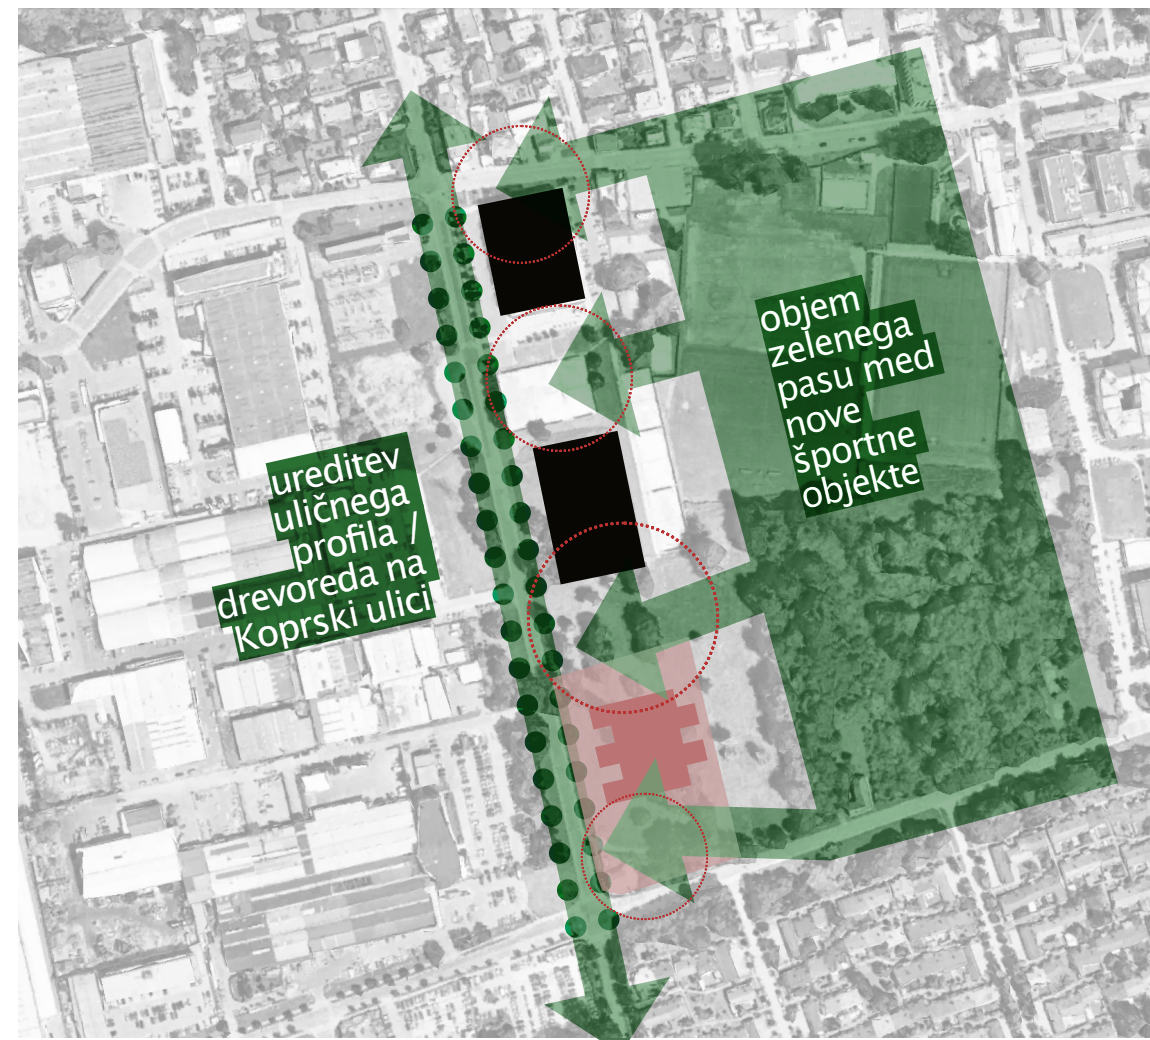 objem
zelenega
pasu med
nove
športne
objekte
ureditev
uličnega
profila /
drevoreda na
Koprski ulici